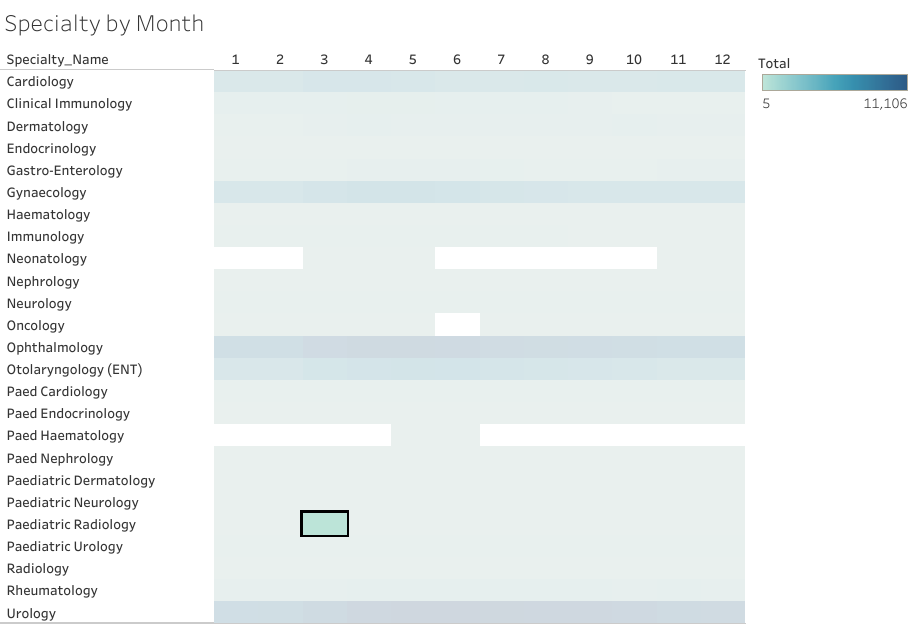 Specialty by Month
Specialty_Name 1 2 3 4 5 6 7 8 9 10 11 12
Cardiology
Clinical Immunology
Dermatology
Endocrinology
Gastro-Enterology
Gynaecology
Haematology
Immunology
Neonatology
Nephrology
Neurology
Oncology
Ophthalmology
Otolaryngology (ENT)
Paed Cardiology
Paed Endocrinology
Paed Haematology
Paed Nephrology
Paediatric Dermatology
Paediatric Neurology
Paediatric Radiology
Paediatric Urology
Radiology
Rheumatology
Urology
Total
5 11,106